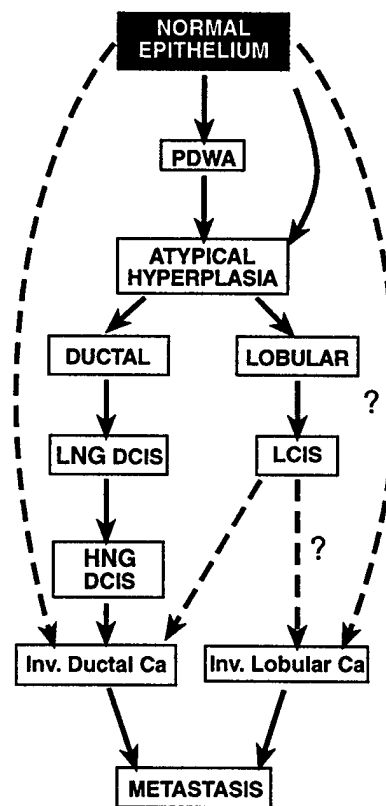 NORMAL
EPITHELIUM
PDWA
ATYPICAL
HYPERPLASIA
DUCTAL
LOBULAR
?
LNG DCIS
LCIS
?
HNG
DCIS
Inv. Ductal Ca
Inv. Lobular Ca
METASTASIS